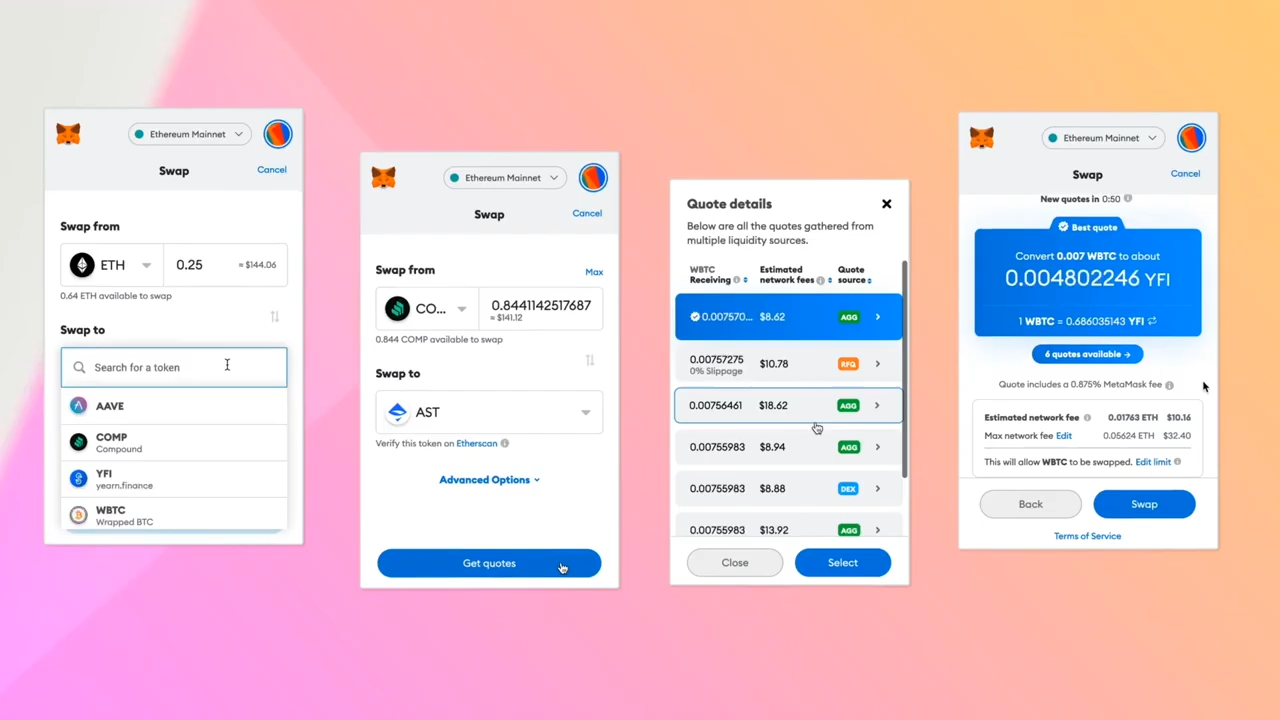 Ethereum Mainnet
Swap
Cancel
Swap from
ETH
0.25
≈ $144.06
0.64 ETH available to swap
Swap to
Search for a token
AAVE
COMP
Compound
YFI
yearn.finance
WBTC
Wrapped BTC
Ethereum Mainnet
Swap
Cancel
Swap from
Max
CO...
0.8441142517687
≈ $141.12
0.844 COMP available to swap
Swap to
AST
Verify this token on Etherscan
Advanced Options
Get quotes
Quote details
Below are all the quotes gathered from
multiple liquidity sources.
WBTC Receiving
Estimated network fees
Quote source
0.007570... $8.62 AGG
0.00757275 $10.78 RFQ
0% Slippage
0.00756461 $18.62 AGG
0.00755983 $8.94 AGG
0.00755983 $8.88 DEX
0.00755983 $13.92 AGG
Close
Select
Ethereum Mainnet
Swap
Cancel
New quotes in 0:50
Best quote
Convert 0.007 WBTC to about
0.004802246 YFI
1 WBTC = 0.686035143 YFI
6 quotes available →
Quote includes a 0.875% MetaMask fee
Estimated network fee 0.01763 ETH $10.16
Max network fee Edit 0.05624 ETH $32.40
This will allow WBTC to be swapped. Edit limit
Back
Swap
Terms of Service